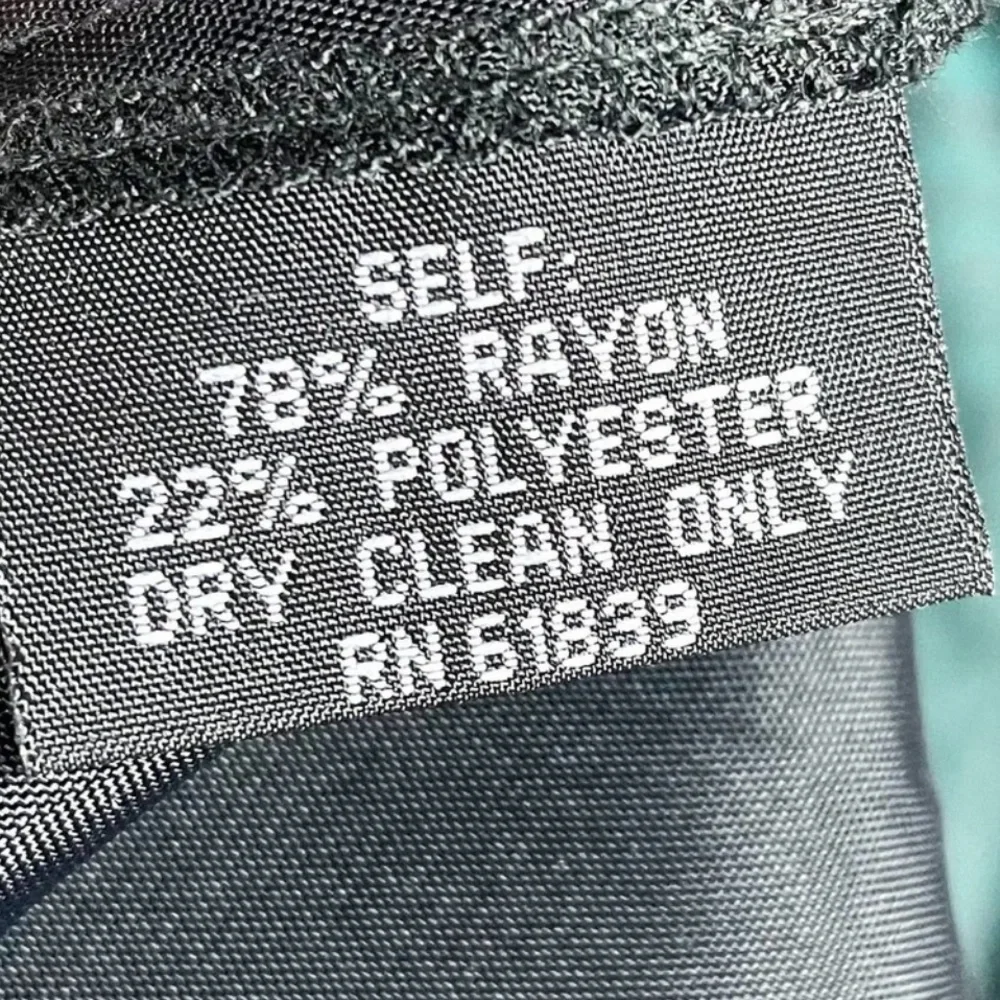 SELF:
78% RAYON
22% POLYESTER
DRY CLEAN ONLY
RN 61839